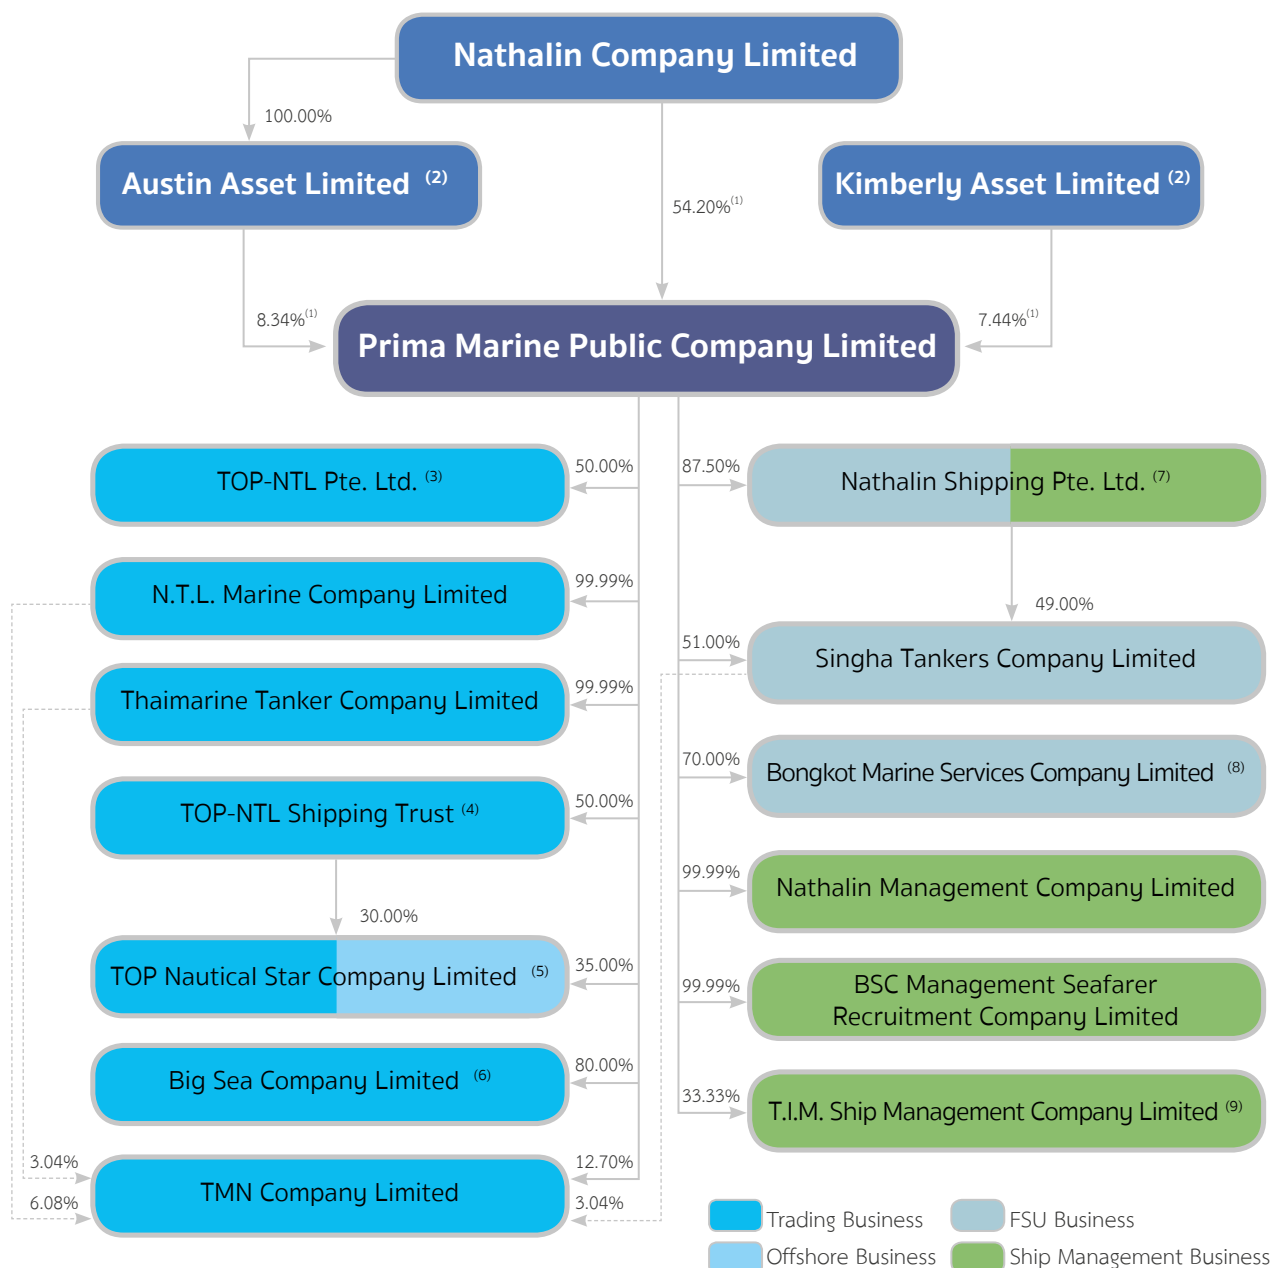 Nathalin Company Limited
100.00%
Austin Asset Limited (2)
Kimberly Asset Limited (2)
54.20%(1)
8.34%(1)
7.44%(1)
Prima Marine Public Company Limited
TOP-NTL Pte. Ltd. (3)
50.00%
87.50%
Nathalin Shipping Pte. Ltd. (7)
N.T.L. Marine Company Limited
99.99%
49.00%
51.00%
Singha Tankers Company Limited
Thaimarine Tanker Company Limited
99.99%
70.00%
Bongkot Marine Services Company Limited (8)
TOP-NTL Shipping Trust (4)
50.00%
99.99%
Nathalin Management Company Limited
30.00%
TOP Nautical Star Company Limited (5)
35.00%
99.99%
BSC Management Seafarer
Recruitment Company Limited
Big Sea Company Limited (6)
80.00%
33.33%
T.I.M. Ship Management Company Limited (9)
3.04%
6.08%
TMN Company Limited
12.70%
3.04%
Trading Business
FSU Business
Offshore Business
Ship Management Business